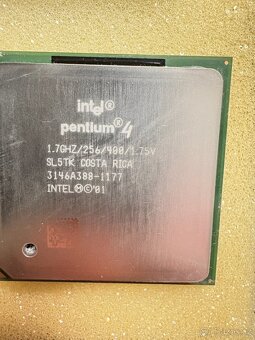 intel®
pentium® 4
1.7GHZ/256/400/1.75V
SL5TK COSTA RICA
3146A380-1177
INTEL Ⓜ©'01